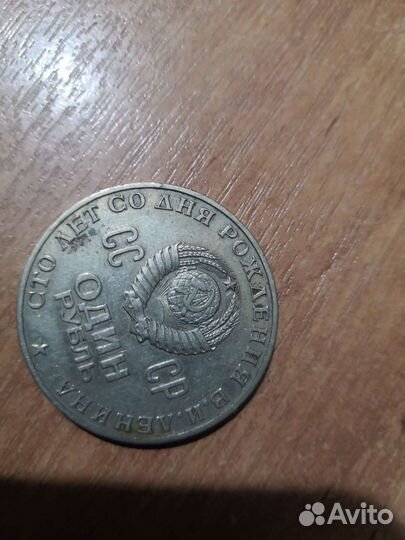 СТО ЛЕТ СО ДНЯ РОЖДЕНИЯ В.И.ЛЕНИНА
СС СР
ОДИН
РУБЛЬ
Avito